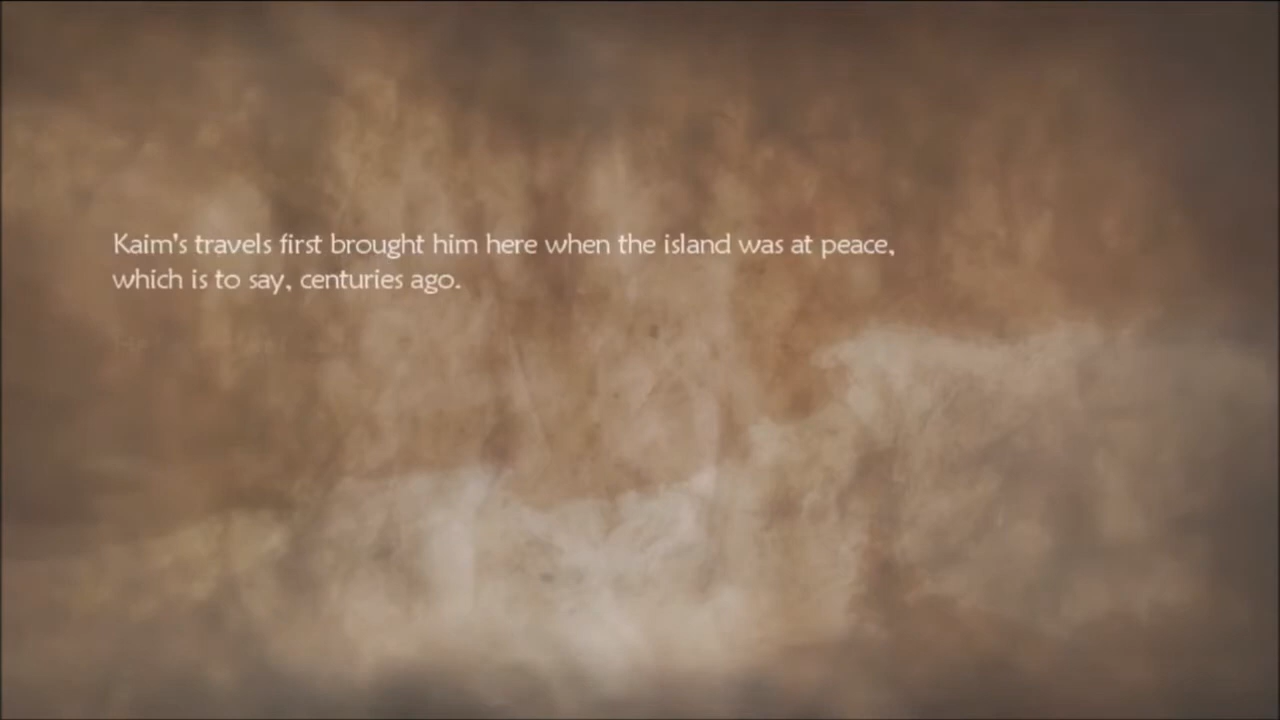 Kaim's travels first brought him here when the island was at peace,
which is to say, centuries ago.